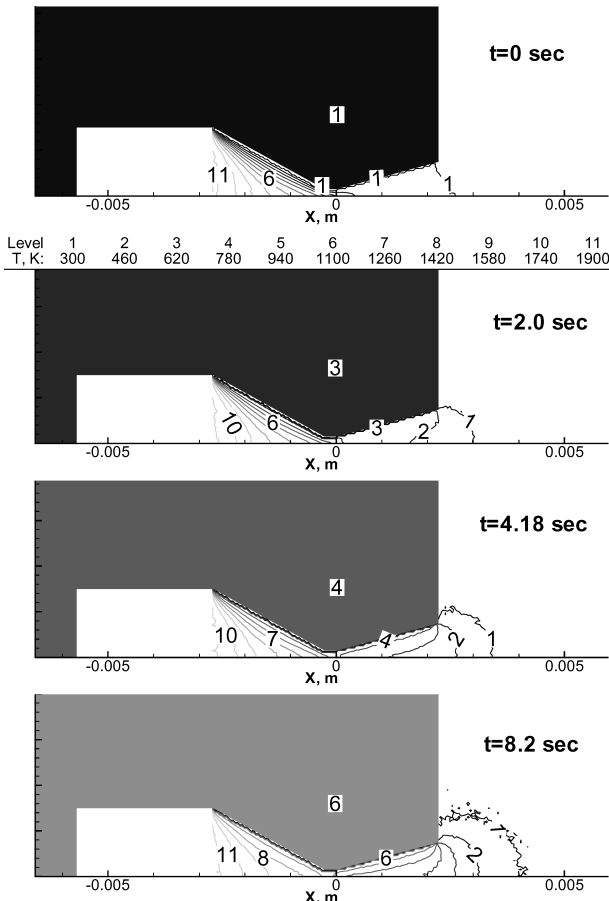 t=0 sec
1
11 6 1 1 1
-0.005 0 0.005
X, m
Level 1 2 3 4 5 6 7 8 9 10 11
T, K: 300 460 620 780 940 1100 1260 1420 1580 1740 1900
t=2.0 sec
3
10 6 3 2 1
-0.005 0 0.005
X, m
t=4.18 sec
4
10 7 4 2 1
-0.005 0 0.005
X, m
t=8.2 sec
6
11 8 6 2 1
-0.005 0 0.005
X, m